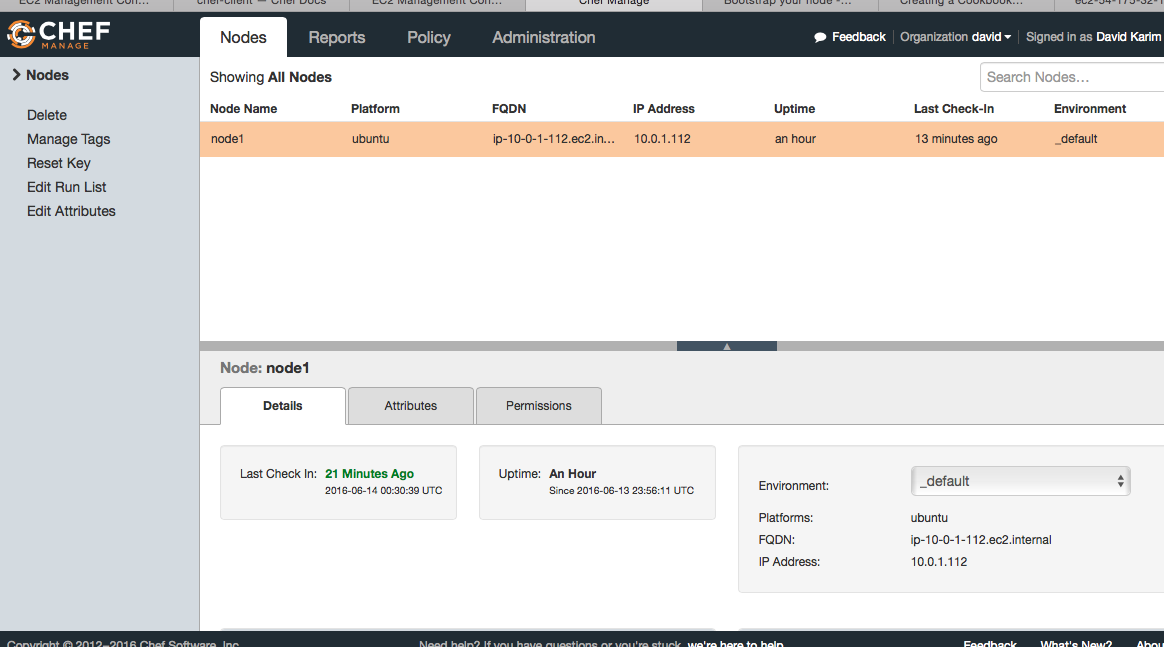 EC2 Management Con… chef-client — Chef Docs EC2 Management Con… Chef Manage Bootstrap your node -… Creating a Cookbook… ec2-54-175-32-1
CHEF
MANAGE
Nodes Reports Policy Administration Feedback Organization david Signed in as David Karim
Nodes
Delete
Manage Tags
Reset Key
Edit Run List
Edit Attributes
Showing All Nodes Search Nodes…
Node Name Platform FQDN IP Address Uptime Last Check-In Environment
node1 ubuntu ip-10-0-1-112.ec2.in… 10.0.1.112 an hour 13 minutes ago _default
Node: node1
Details Attributes Permissions
Last Check In: 21 Minutes Ago
2016-06-14 00:30:39 UTC
Uptime: An Hour
Since 2016-06-13 23:56:11 UTC
Environment: _default
Platforms: ubuntu
FQDN: ip-10-0-1-112.ec2.internal
IP Address: 10.0.1.112
Copyright © 2012–2016 Chef Software, Inc. Need help? If you have questions or you're stuck, we're here to help. Feedback What's New? Abou